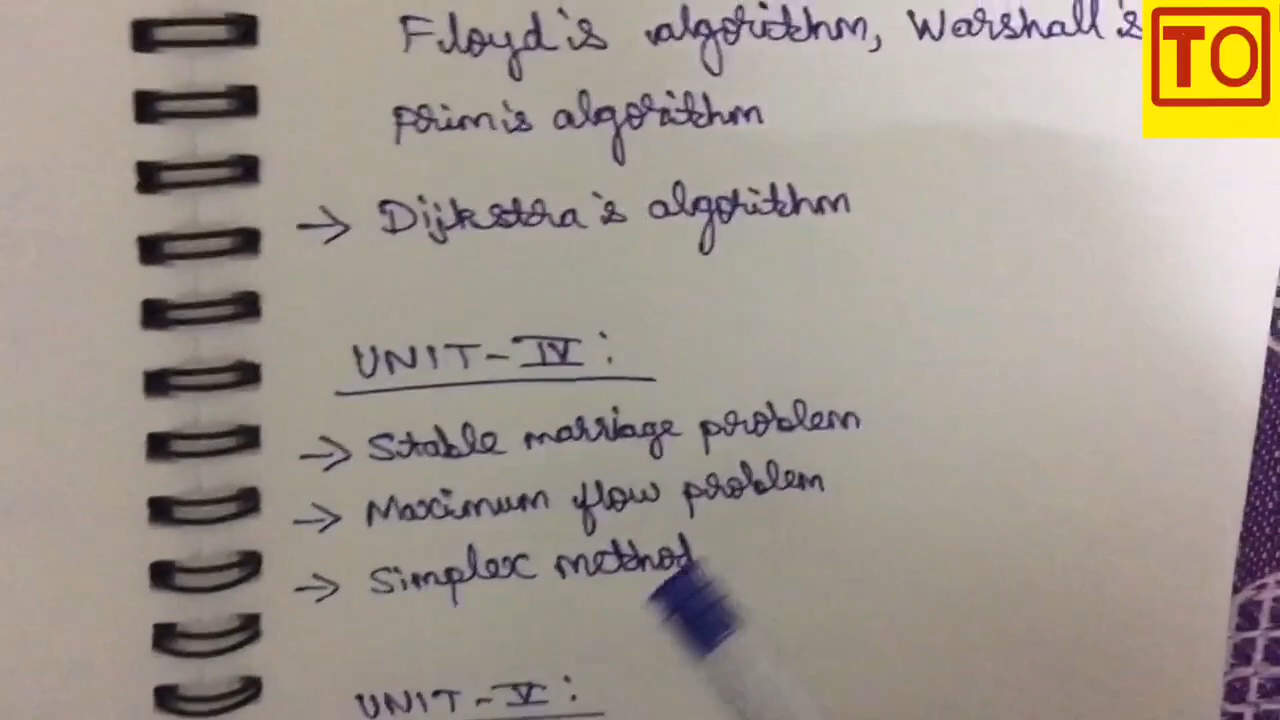 Floyd's algorithm, Warshall's
prim's algorithm
→ Dijkstra's algorithm
UNIT-IV:
→ Stable marriage problem
→ Maximum flow problem
→ Simplex method
UNIT-V:
TO